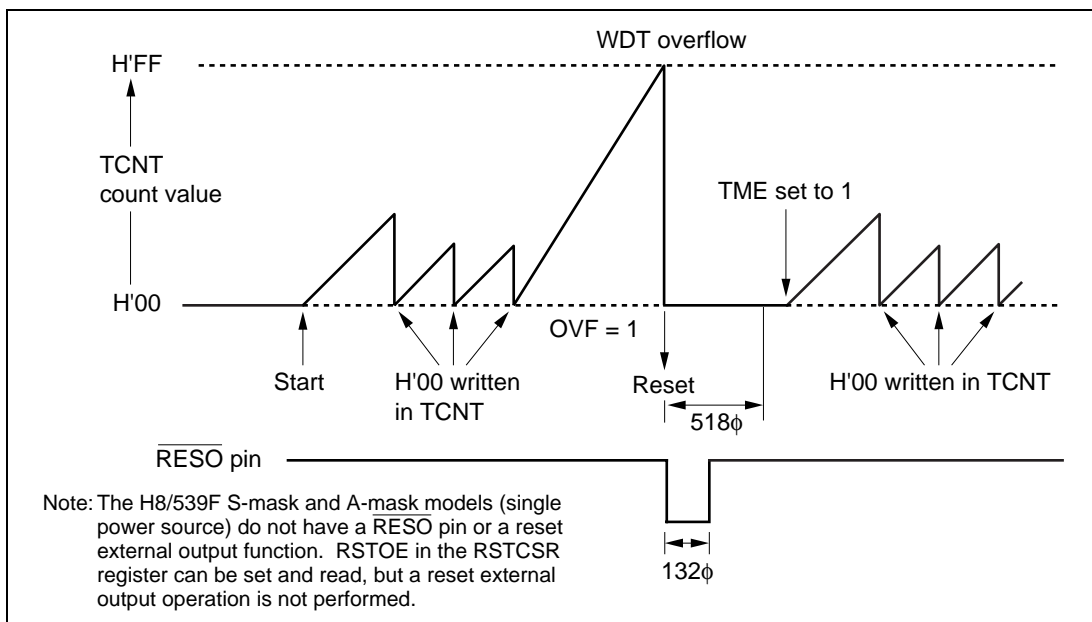 WDT overflow
H'FF
TCNT
count value
TME set to 1
H'00
OVF = 1
Start
H'00 written
in TCNT
Reset
H'00 written in TCNT
518ϕ
RESO pin
Note: The H8/539F S-mask and A-mask models (single
power source) do not have a RESO pin or a reset
external output function. RSTOE in the RSTCSR
register can be set and read, but a reset external
output operation is not performed.
132ϕ